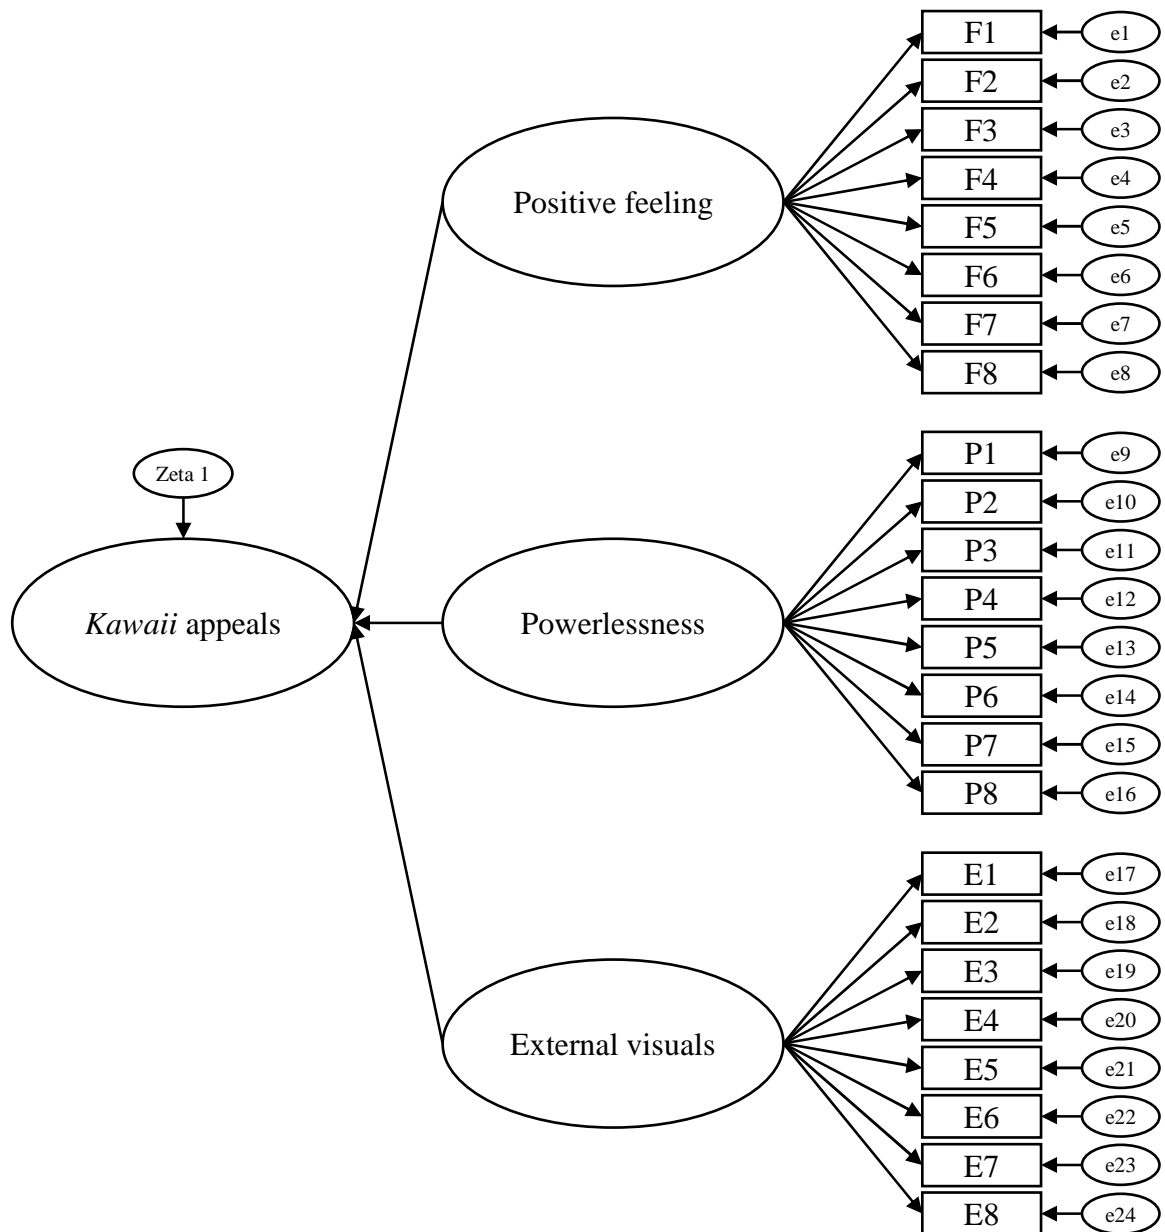 F1 e1
F2 e2
F3 e3
F4 e4
Positive feeling
F5 e5
F6 e6
F7 e7
F8 e8
P1 e9
Zeta 1
P2 e10
P3 e11
P4 e12
Kawaii appeals
Powerlessness
P5 e13
P6 e14
P7 e15
P8 e16
E1 e17
E2 e18
E3 e19
E4 e20
External visuals
E5 e21
E6 e22
E7 e23
E8 e24